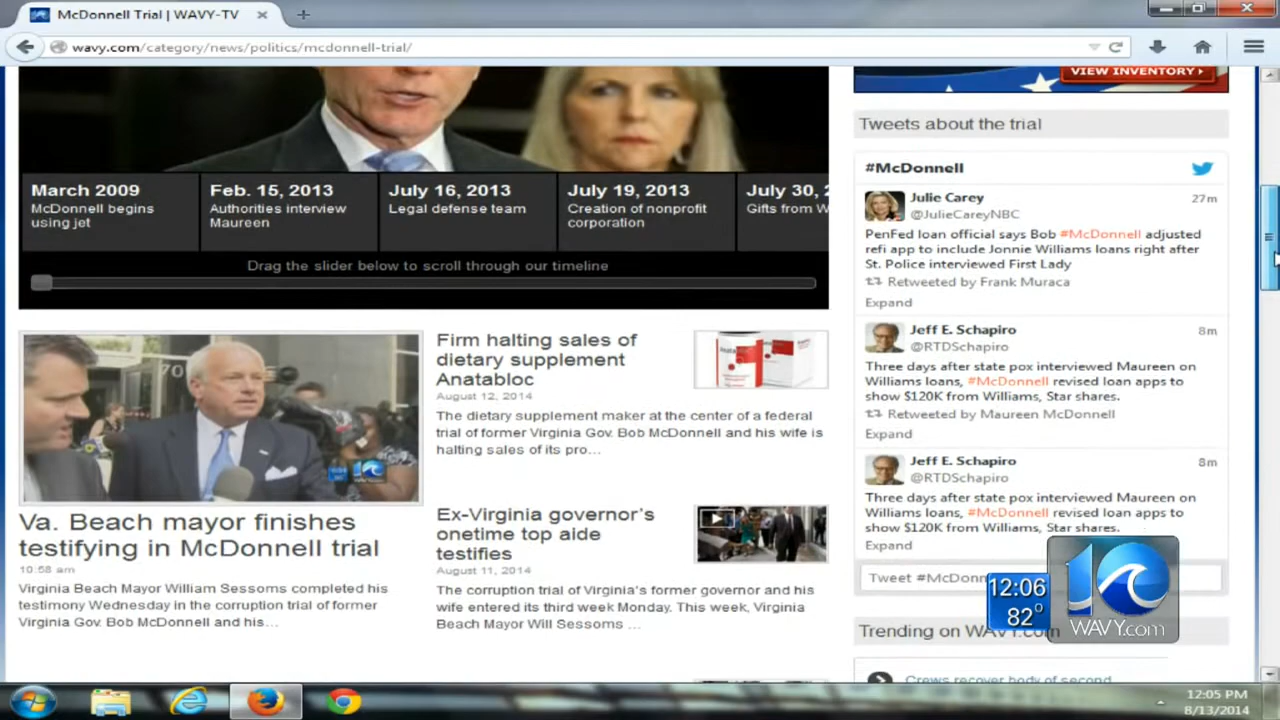 McDonnell Trial | WAVY-TV
wavy.com/category/news/politics/mcdonnell-trial/
VIEW INVENTORY
March 2009
McDonnell begins
using jet
Feb. 15, 2013
Authorities interview
Maureen
July 16, 2013
Legal defense team
July 19, 2013
Creation of nonprofit
corporation
July 30, 2
Gifts from W
Drag the slider below to scroll through our timeline
Va. Beach mayor finishes
testifying in McDonnell trial
10:58 am
Virginia Beach Mayor William Sessoms completed his
testimony Wednesday in the corruption trial of former
Virginia Gov. Bob McDonnell and his...
Firm halting sales of
dietary supplement
Anatabloc
August 12, 2014
The dietary supplement maker at the center of a federal
trial of former Virginia Gov. Bob McDonnell and his wife is
halting sales of its pro...
Ex-Virginia governor's
onetime top aide
testifies
August 11, 2014
The corruption trial of Virginia's former governor and his
wife entered its third week Monday. This week, Virginia
Beach Mayor Will Sessoms ...
Tweets about the trial
#McDonnell
Julie Carey 27m
@JulieCareyNBC
PenFed loan official says Bob #McDonnell adjusted
refi app to include Jonnie Williams loans right after
St. Police interviewed First Lady
Retweeted by Frank Muraca
Expand
Jeff E. Schapiro 8m
@RTDSchapiro
Three days after state pox interviewed Maureen on
Williams loans, #McDonnell revised loan apps to
show $120K from Williams, Star shares.
Retweeted by Maureen McDonnell
Expand
Jeff E. Schapiro 8m
@RTDSchapiro
Three days after state pox interviewed Maureen on
Williams loans, #McDonnell revised loan apps to
show $120K from Williams, Star shares.
Expand
Tweet #McDonn
Trending on WAVY.com
Crews recover body of second
12:06
82°
10
WAVY.com
12:05 PM
8/13/2014